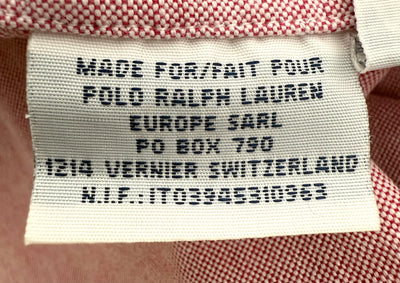 MADE FOR/FAIT POUR
POLO RALPH LAUREN
EUROPE SARL
PO BOX 790
1214 VERNIER SWITZERLAND
N.I.F.:IT03945310963